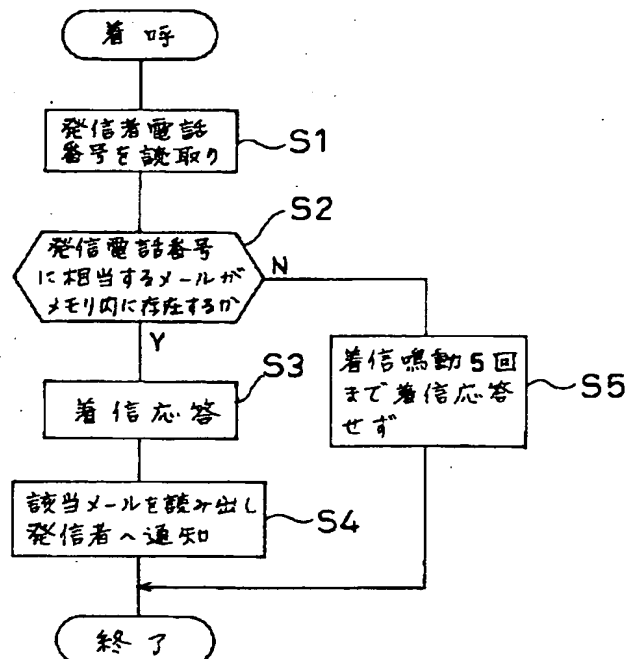 着呼
発信者電話
番号を読取り
S1
S2
発信電話番号
に相当するメールが
メモリ内に存在するか
N
Y
S3
着信応答
着信鳴動5回
まで着信応答
せず
S5
該当メールを読み出し
発信者へ通知
S4
終了